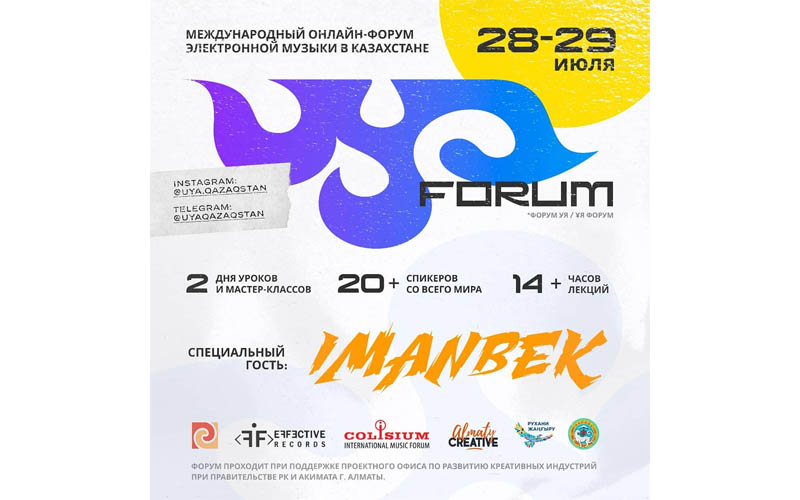 МЕЖДУНАРОДНЫЙ ОНЛАЙН-ФОРУМ
ЭЛЕКТРОННОЙ МУЗЫКИ В КАЗАХСТАНЕ
28-29
ИЮЛЯ
уya
FORUM
*ФОРУМ УЯ / ҰЯ ФОРУМ
INSTAGRAM:
@UYA.QAZAQSTAN
TELEGRAM:
@UYAQAZAQSTAN
2 ДНЯ УРОКОВ
И МАСТЕР-КЛАССОВ
20+ СПИКЕРОВ
СО ВСЕГО МИРА
14+ ЧАСОВ
ЛЕКЦИЙ
СПЕЦИАЛЬНЫЙ
ГОСТЬ:
IMANBEK
EFFECTIVE
RECORDS
COLISIUM
INTERNATIONAL MUSIC FORUM
Almaty
CREATIVE
РУХАНИ
ЖАҢҒЫРУ
ФОРУМ ПРОХОДИТ ПРИ ПОДДЕРЖКЕ ПРОЕКТНОГО ОФИСА ПО РАЗВИТИЮ КРЕАТИВНЫХ ИНДУСТРИЙ
ПРИ ПРАВИТЕЛЬСТВЕ РК И АКИМАТА Г. АЛМАТЫ.